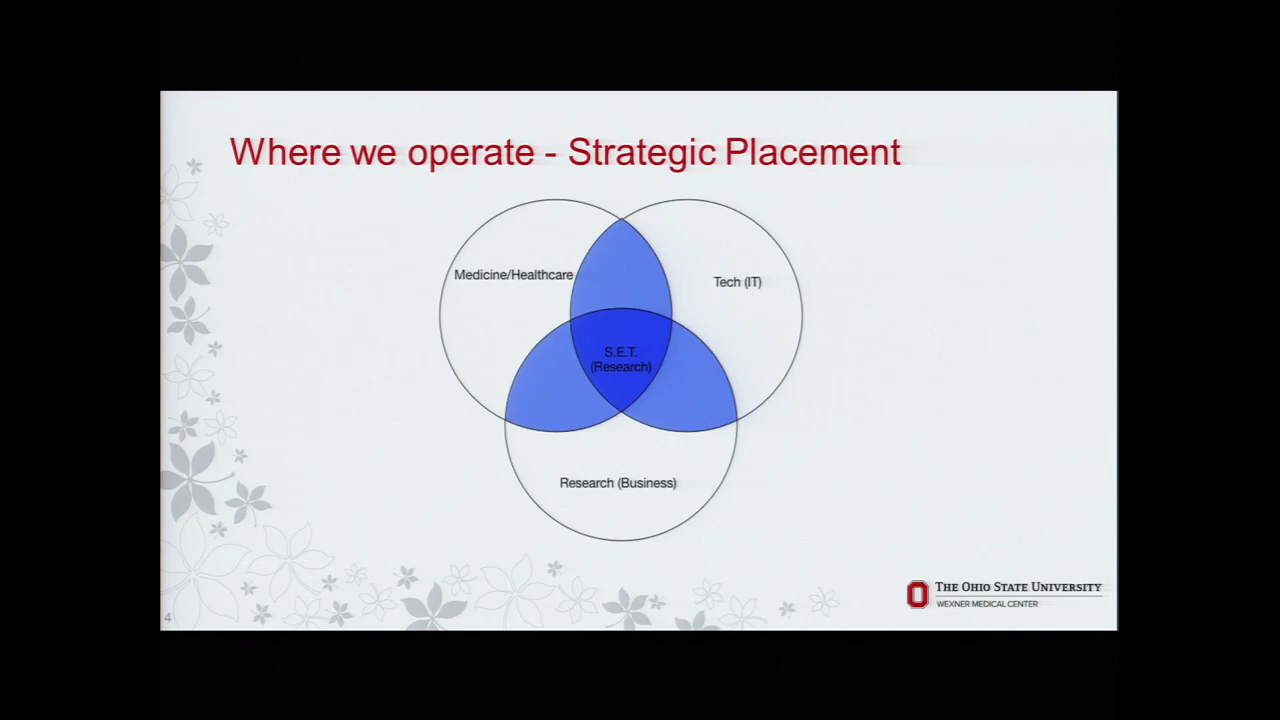 Where we operate - Strategic Placement
Medicine/Healthcare
Tech (IT)
S.E.T.
(Research)
Research (Business)
THE OHIO STATE UNIVERSITY
WEXNER MEDICAL CENTER
4